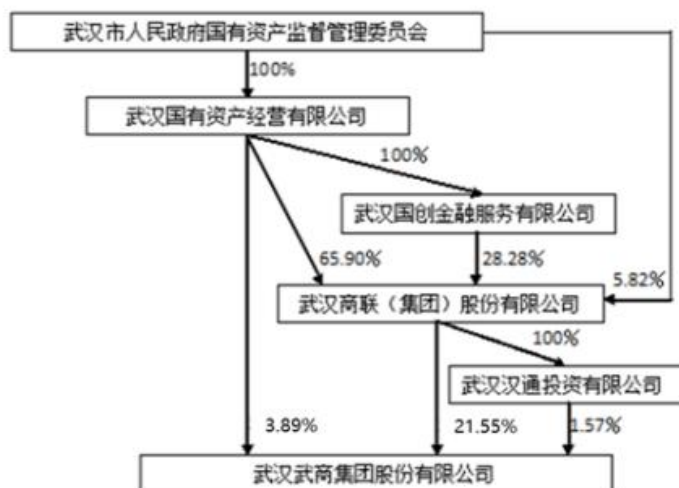 武汉市人民政府国有资产监督管理委员会
100%
武汉国有资产经营有限公司
100%
武汉国创金融服务有限公司
65.90%
28.28%
5.82%
武汉商联（集团）股份有限公司
100%
武汉汉通投资有限公司
3.89%
21.55%
1.57%
武汉武商集团股份有限公司